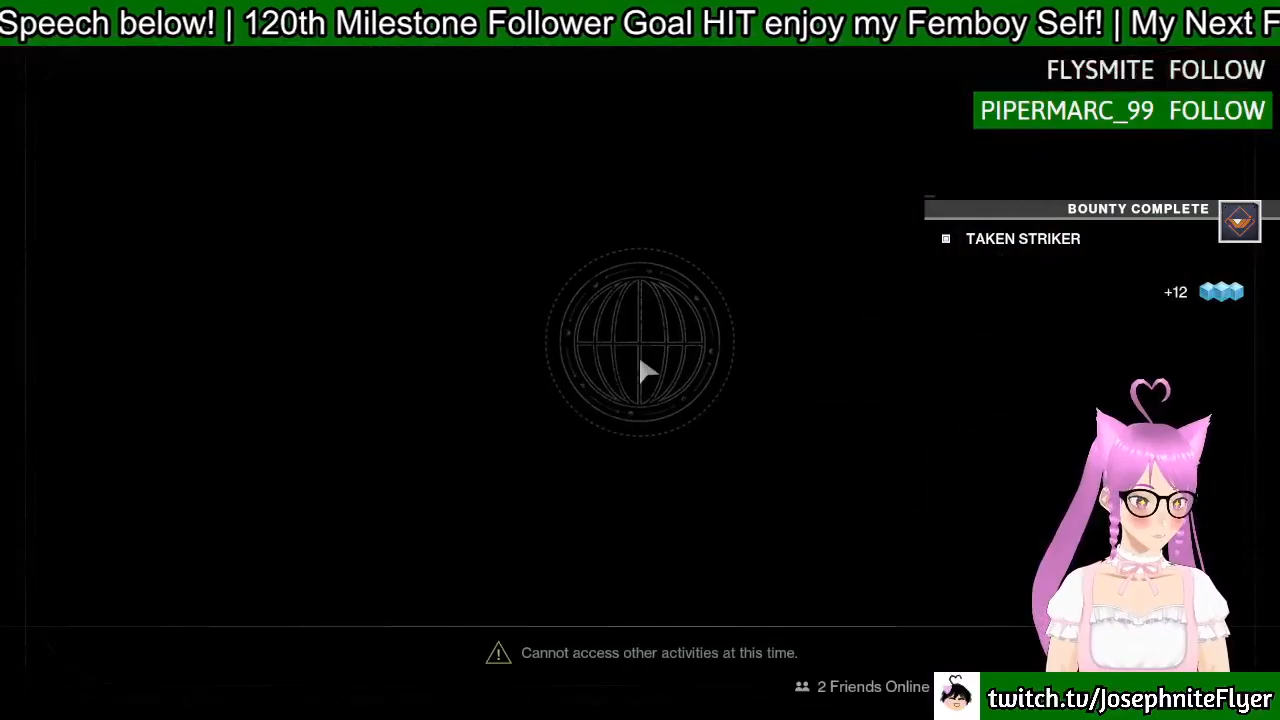 Speech below! | 120th Milestone Follower Goal HIT enjoy my Femboy Self! | My Next F
FLYSMITE FOLLOW
PIPERMARC_99 FOLLOW
BOUNTY COMPLETE
TAKEN STRIKER
+12
Cannot access other activities at this time.
2 Friends Online
twitch.tv/JosephniteFlyer